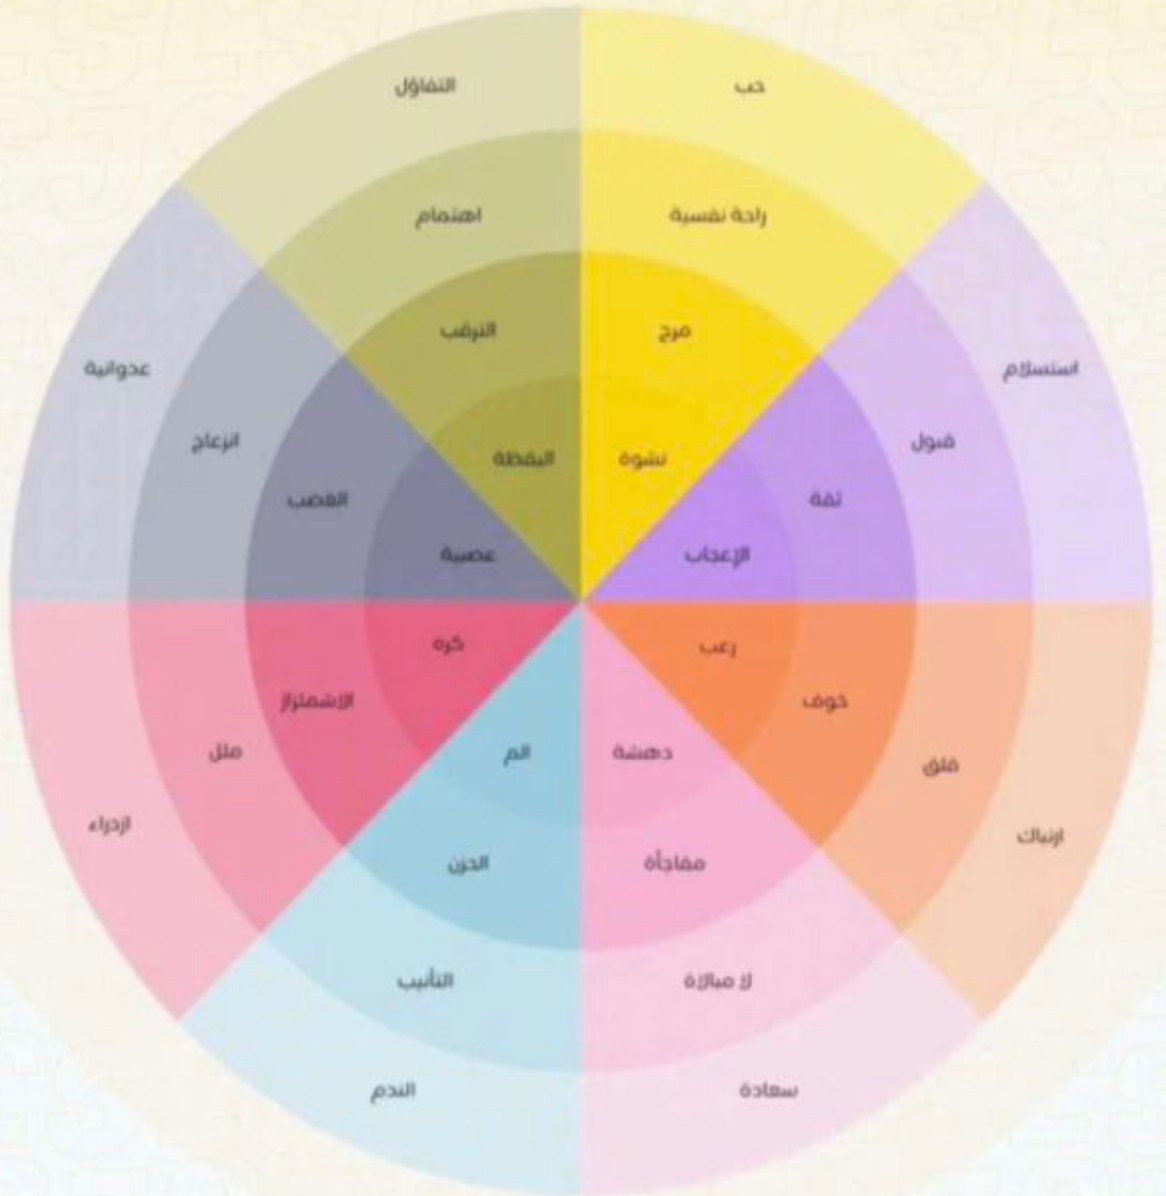 حب
التفاؤل
راحة نفسية
اهتمام
مرح
الترقب
استسلام
عدوانية
قبول
انزعاج
نشوة
اليقظة
ثقة
الغضب
الإعجاب
عصبية
رعب
كره
خوف
الاشمئزاز
دهشة
الم
قلق
ملل
ارتباك
ازدراء
مفاجأة
الحزن
لا مبالاة
التأنيب
سعادة
الندم